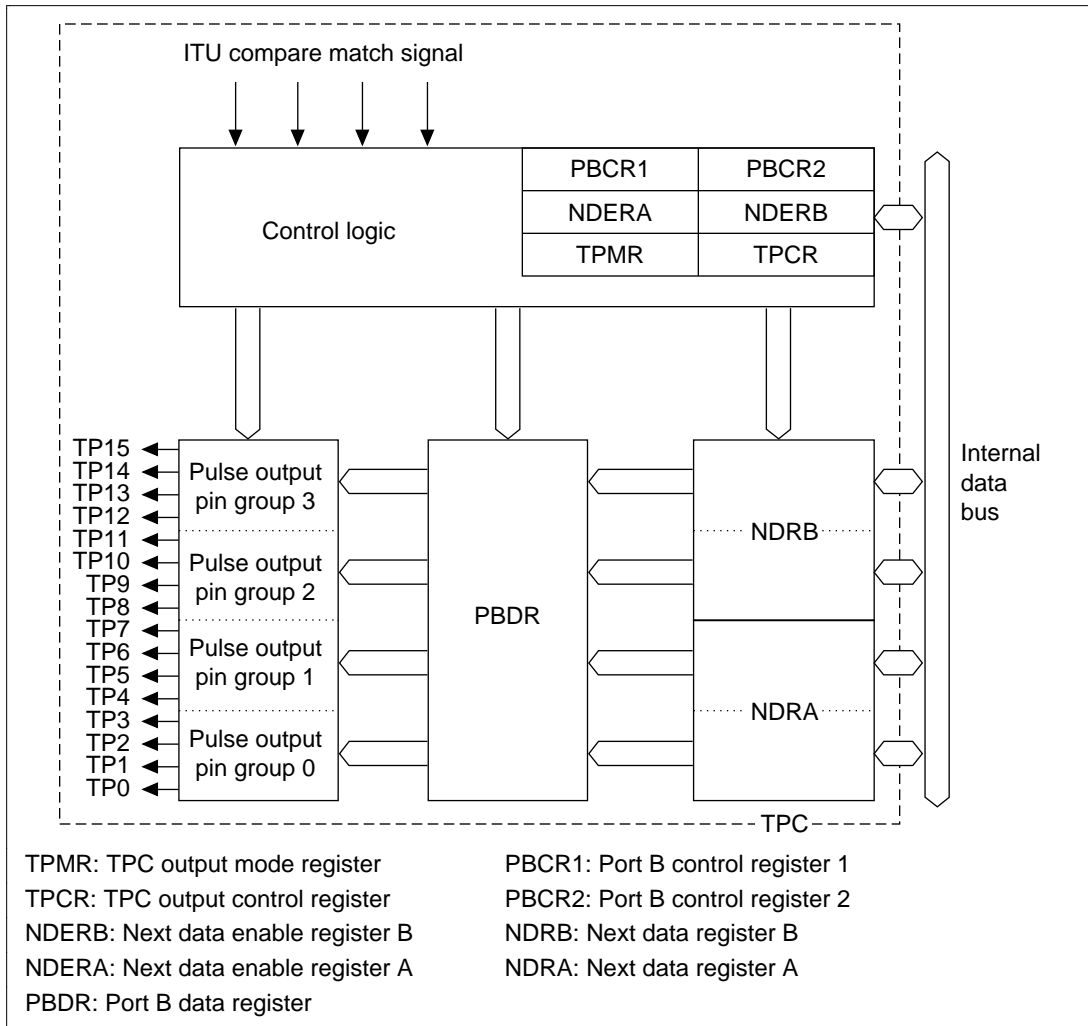 ITU compare match signal
PBCR1 PBCR2
Control logic
NDERA NDERB
TPMR TPCR
TP15
TP14
TP13
TP12
TP11
TP10
TP9
TP8
TP7
TP6
TP5
TP4
TP3
TP2
TP1
TP0
Pulse output
pin group 3
Pulse output
pin group 2
Pulse output
pin group 1
Pulse output
pin group 0
PBDR
NDRB
NDRA
Internal
data
bus
TPC
TPMR: TPC output mode register
TPCR: TPC output control register
NDERB: Next data enable register B
NDERA: Next data enable register A
PBDR: Port B data register
PBCR1: Port B control register 1
PBCR2: Port B control register 2
NDRB: Next data register B
NDRA: Next data register A